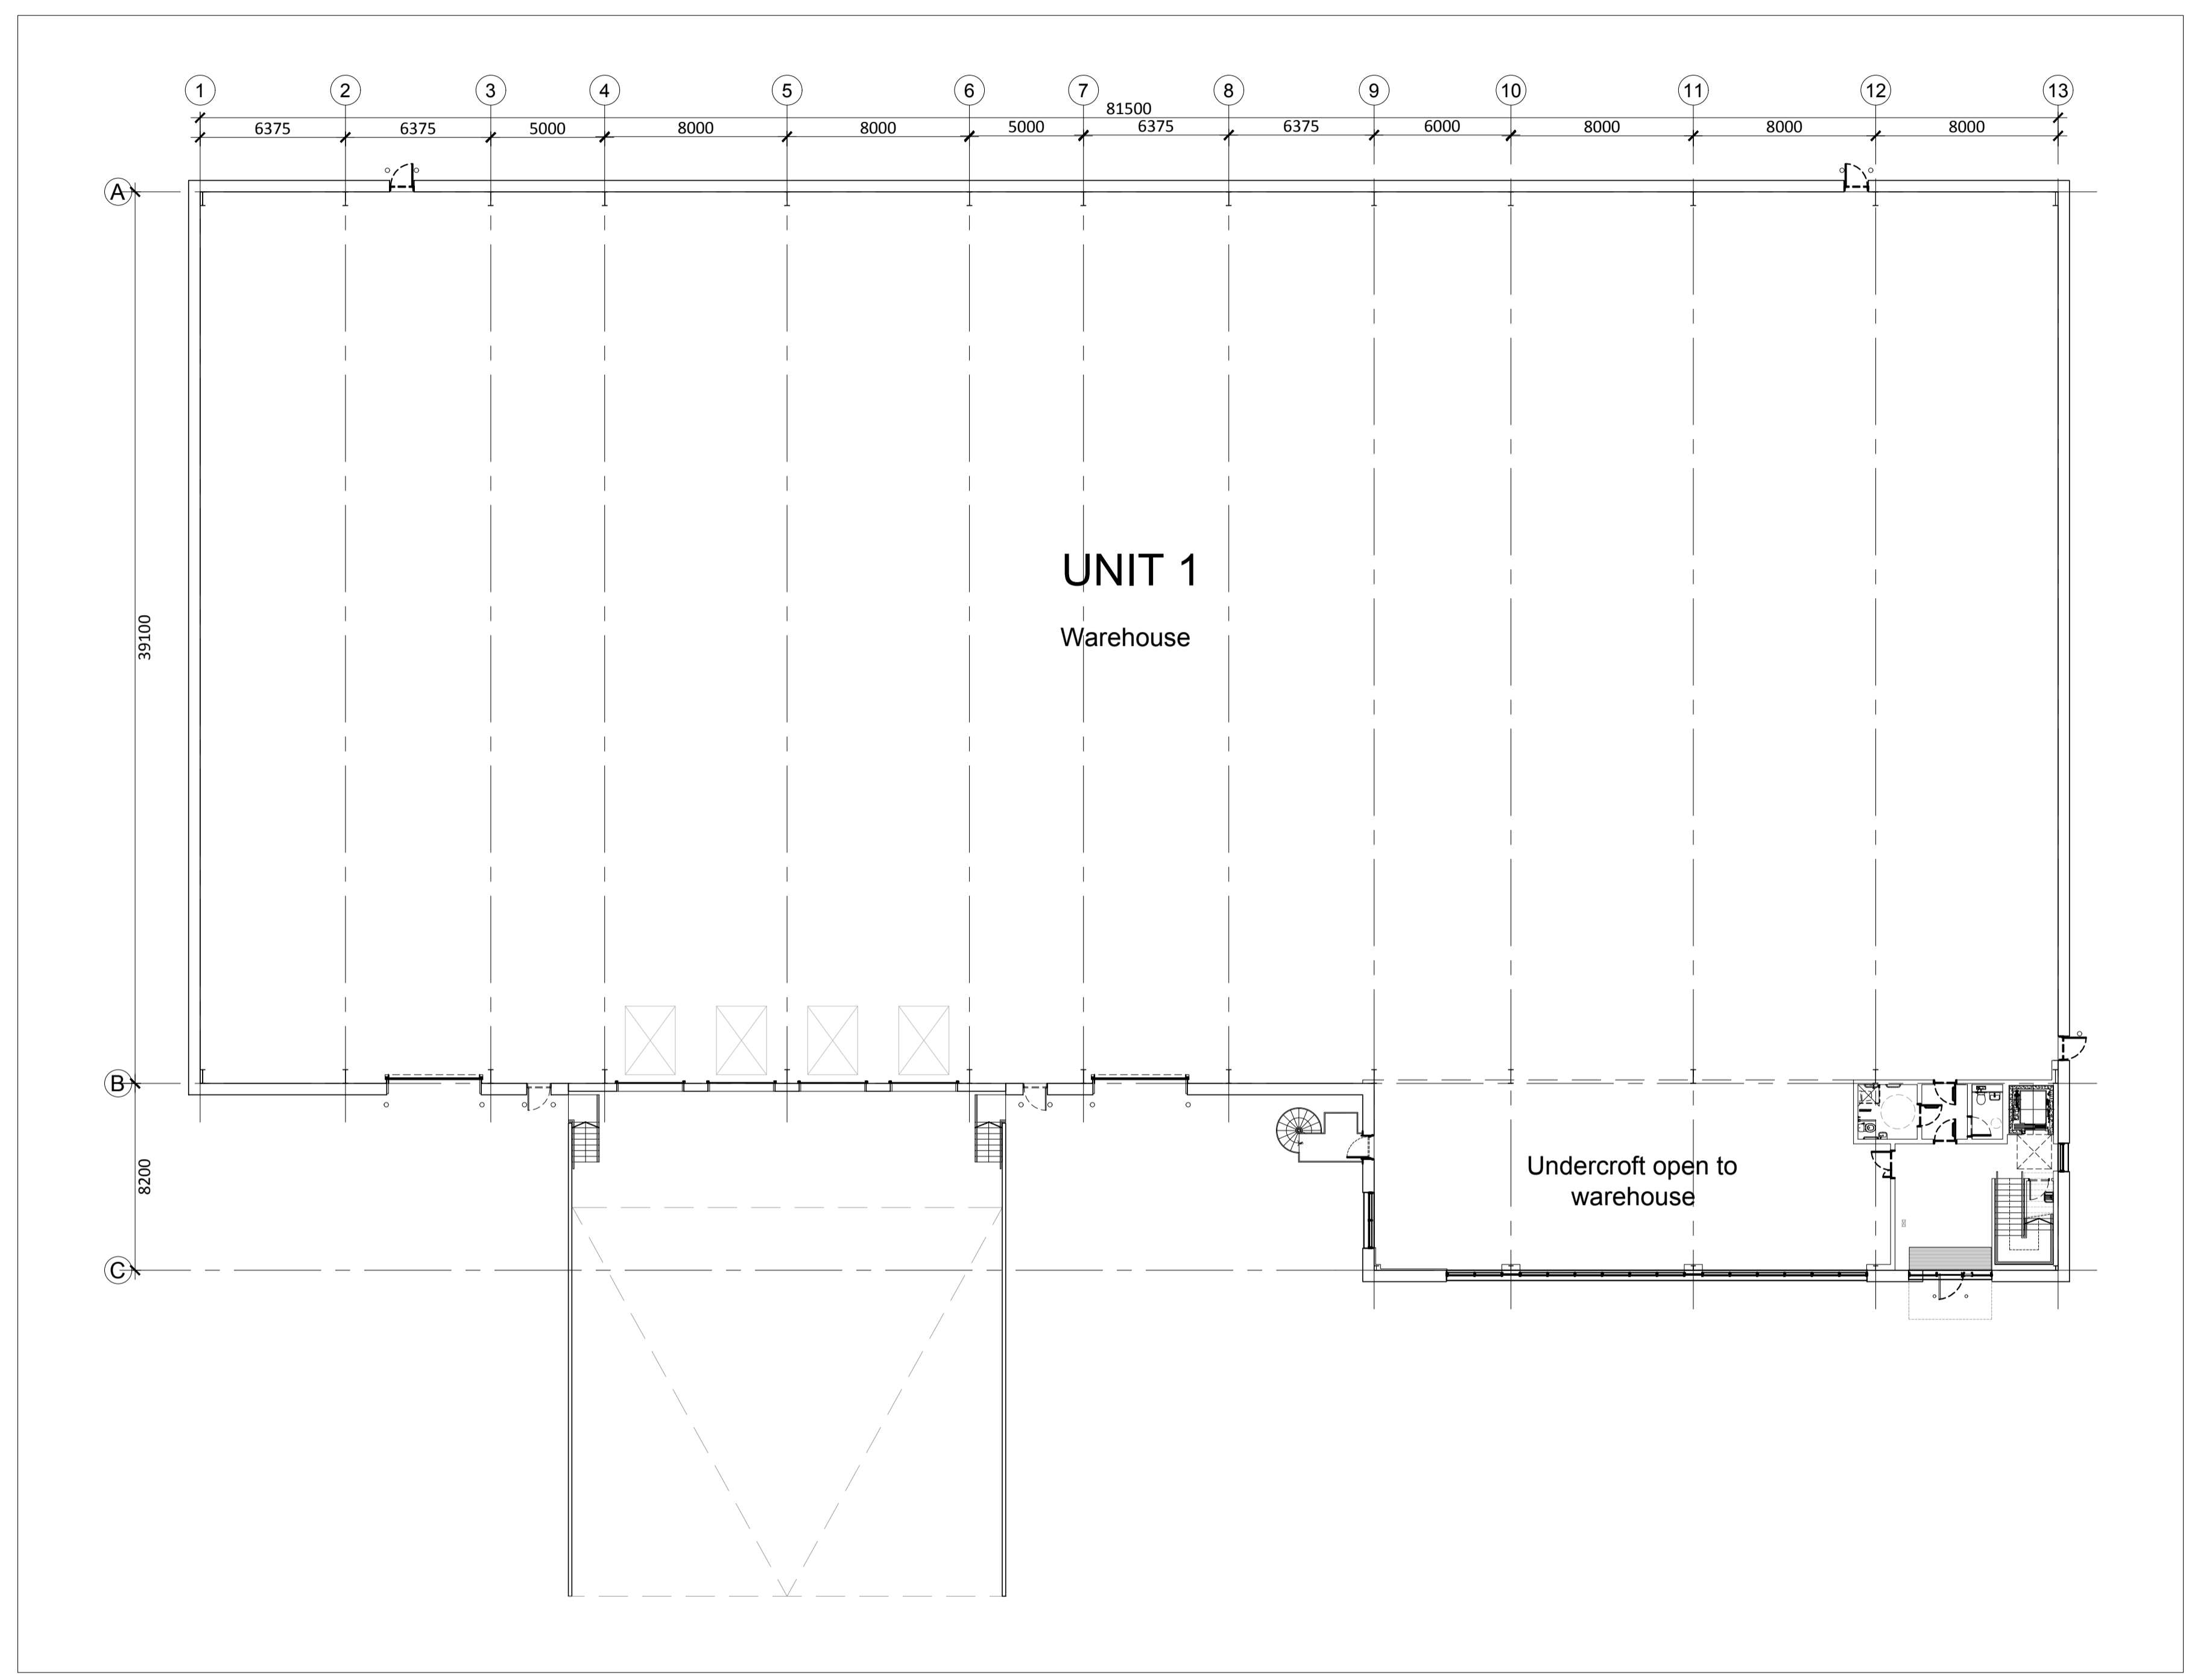 1 2 3 4 5 6 7 8 9 10 11 12 13
81500
6375 6375 5000 8000 8000 5000 6375 6375 6000 8000 8000 8000
A
UNIT 1
39100
Warehouse
B
8200
Undercroft open to
warehouse
C